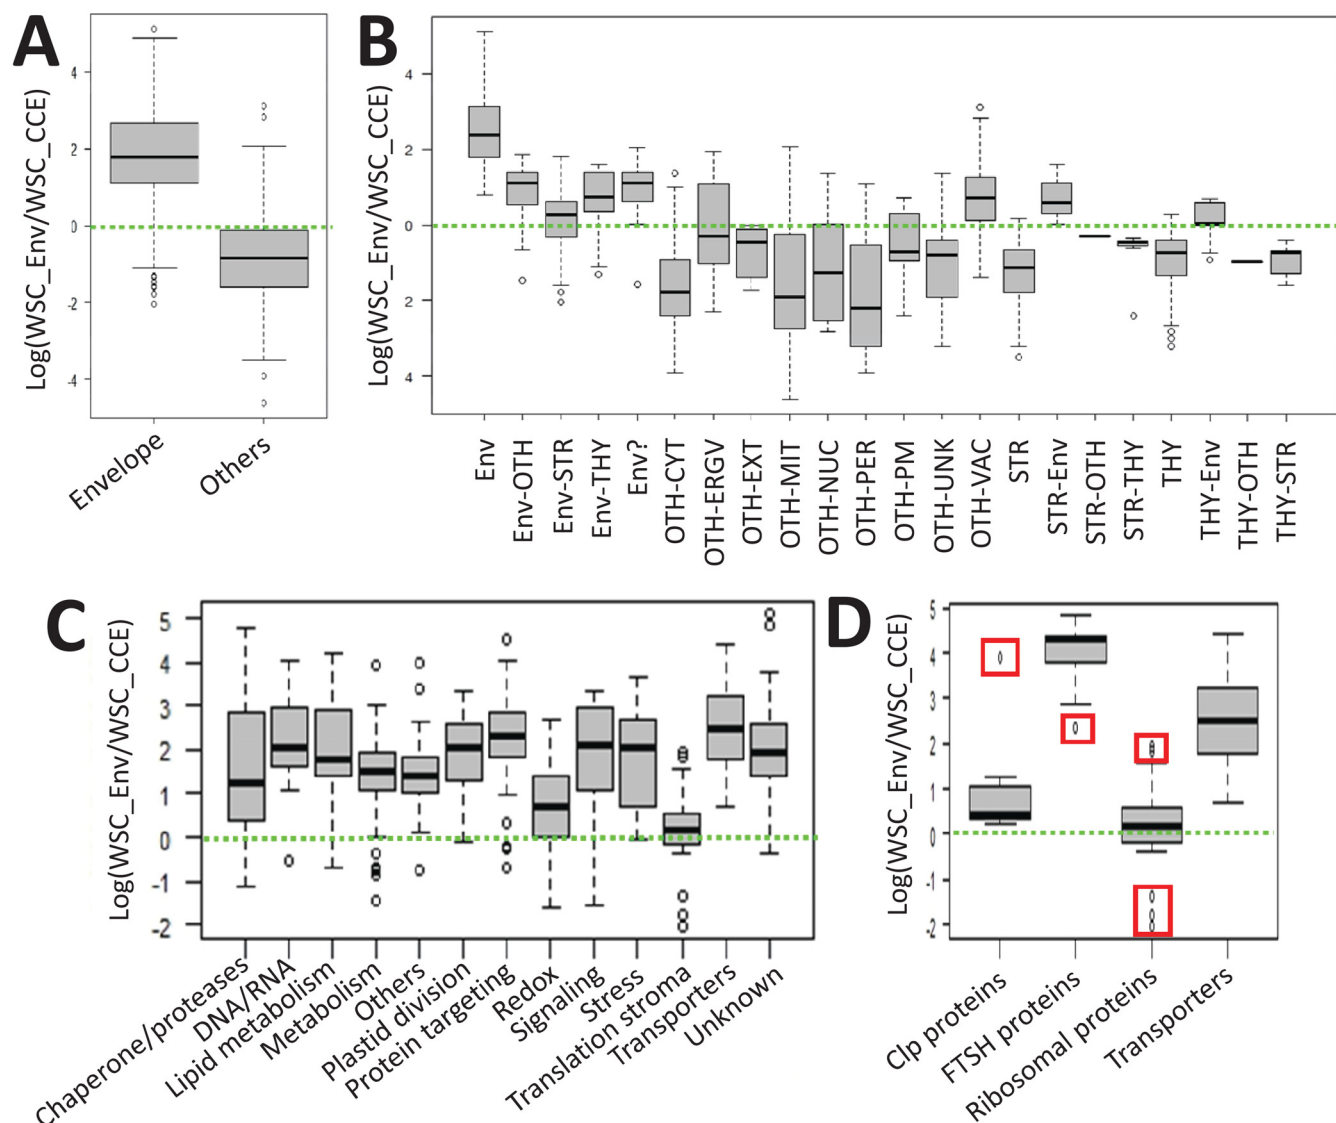 A
Log(WSC_Env/WSC_CCE)
4
2
0
-2
-4
Envelope
Others
B
Log(WSC_Env/WSC_CCE)
4
2
0
2
4
Env
Env-OTH
Env-STR
Env-THY
Env?
OTH-CYT
OTH-ERGV
OTH-EXT
OTH-MIT
OTH-NUC
OTH-PER
OTH-PM
OTH-UNK
OTH-VAC
STR
STR-Env
STR-OTH
STR-THY
THY
THY-Env
THY-OTH
THY-STR
C
Log(WSC_Env/WSC_CCE)
5
4
3
2
1
0
-1
-2
Chaperone/proteases
DNA/RNA
Lipid metabolism
Metabolism
Others
Plastid division
Protein targeting
Redox
Signaling
Stress
Translation stroma
Transporters
Unknown
D
Log(WSC_Env/WSC_CCE)
5
4
3
2
1
0
-1
-2
Clp proteins
FTSH proteins
Ribosomal proteins
Transporters